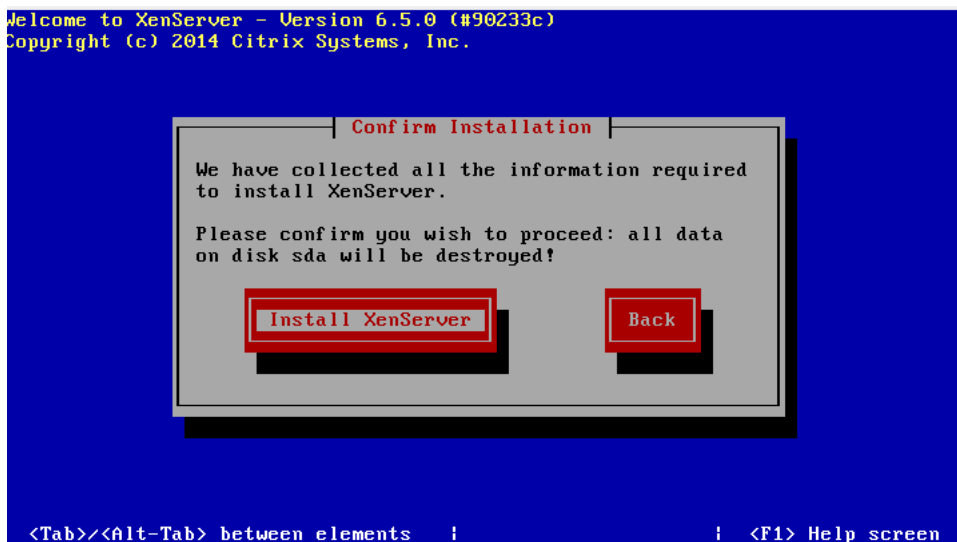 Welcome to XenServer - Version 6.5.0 (#90233c)
Copyright (c) 2014 Citrix Systems, Inc.
Confirm Installation
We have collected all the information required
to install XenServer.
Please confirm you wish to proceed: all data
on disk sda will be destroyed!
Install XenServer    Back
<Tab>/<Alt-Tab> between elements   |   | <F1> Help screen